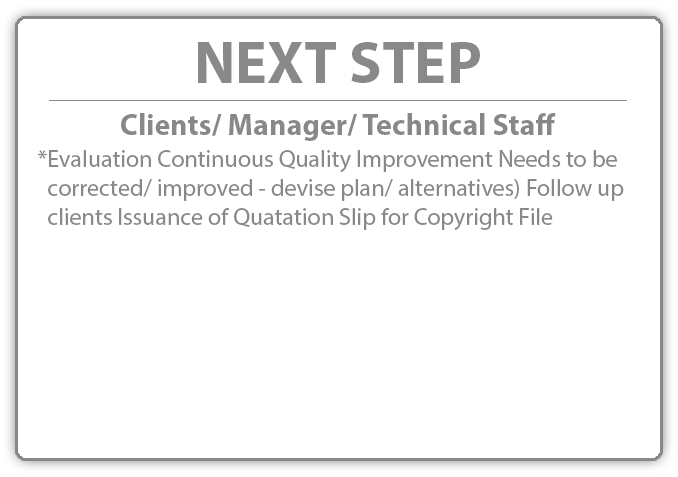 NEXT STEP
Clients/ Manager/ Technical Staff
*Evaluation Continuous Quality Improvement Needs to be
corrected/ improved - devise plan/ alternatives) Follow up
clients Issuance of Quatation Slip for Copyright File